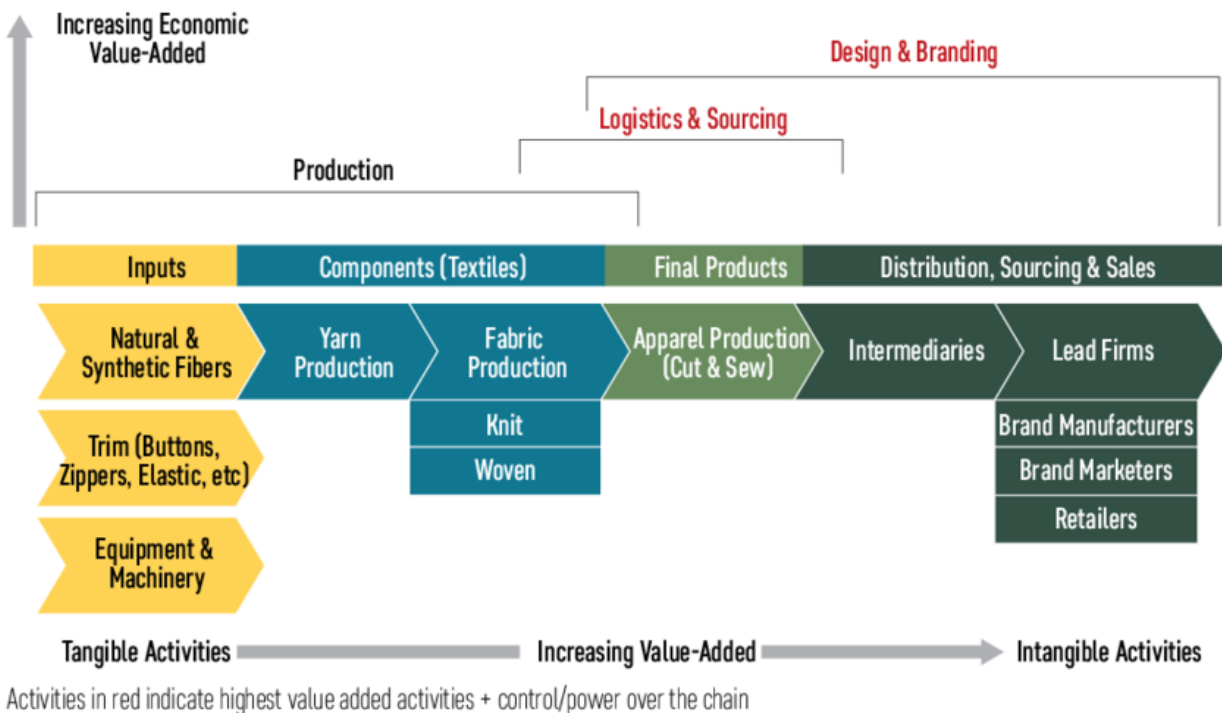 Increasing Economic
Value-Added
Design & Branding
Logistics & Sourcing
Production
Inputs
Components (Textiles)
Final Products
Distribution, Sourcing & Sales
Natural &
Synthetic Fibers
Yarn
Production
Fabric
Production
Apparel Production
(Cut & Sew)
Intermediaries
Lead Firms
Knit
Woven
Brand Manufacturers
Brand Marketers
Retailers
Trim (Buttons,
Zippers, Elastic, etc)
Equipment &
Machinery
Tangible Activities
Increasing Value-Added
Intangible Activities
Activities in red indicate highest value added activities + control/power over the chain